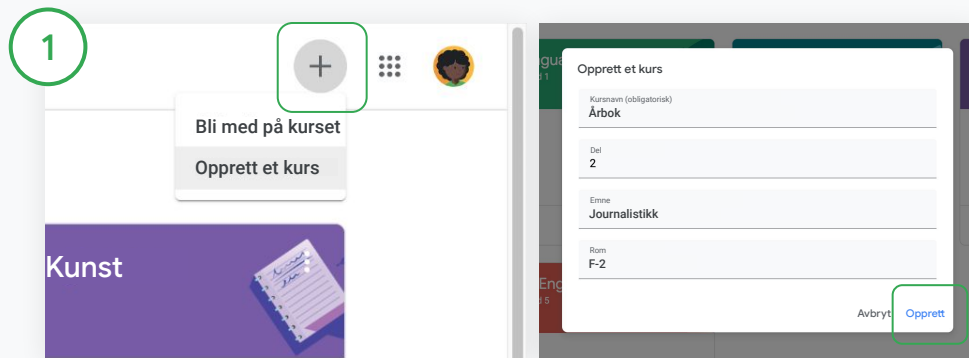 1
Bli med på kurset
Opprett et kurs
Kunst
Opprett et kurs
Kursnavn (obligatorisk)
Årbok
Del
2
Emne
Journalistikk
Rom
F-2
Avbryt Opprett